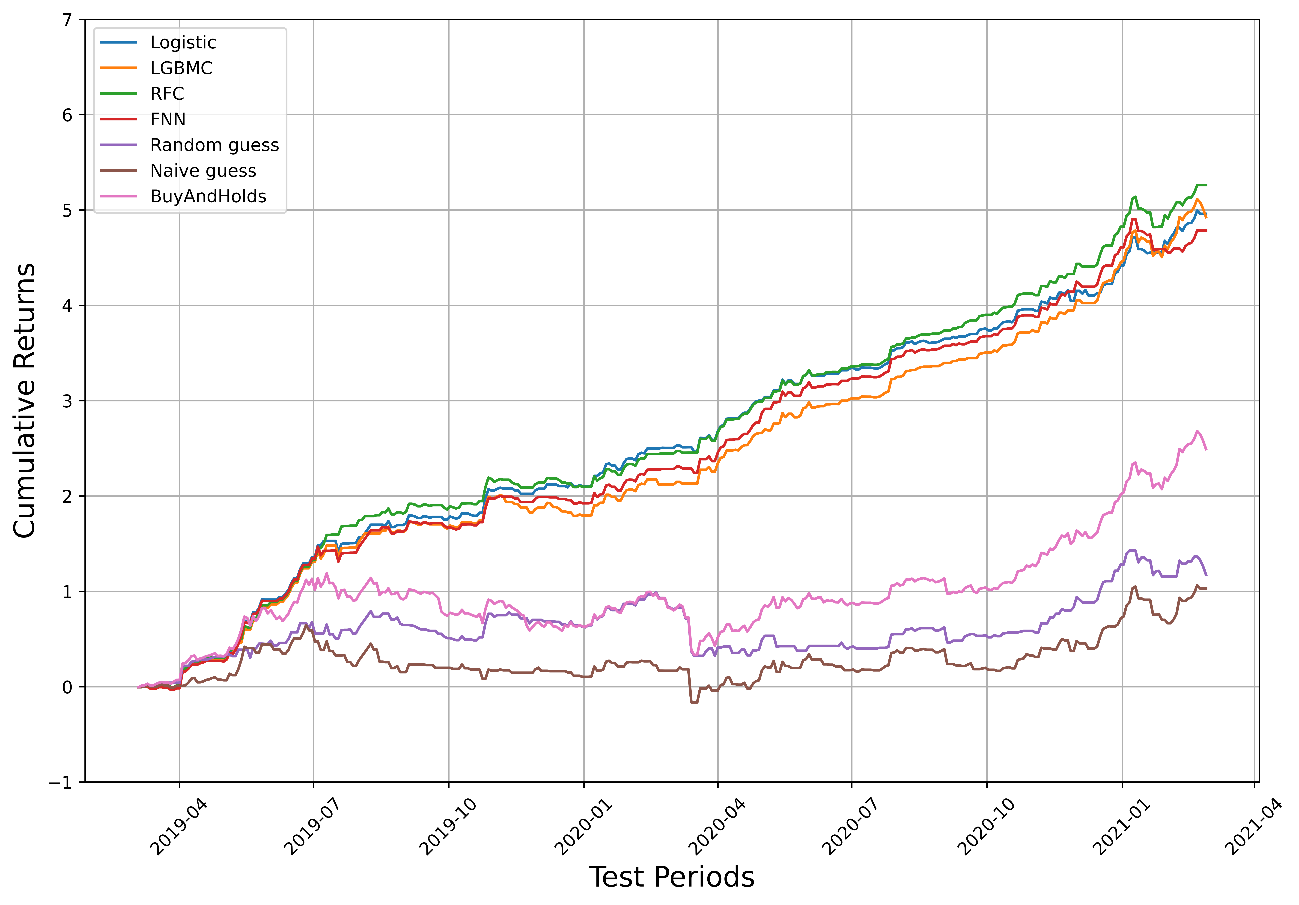 7
6
5
4
3
2
1
0
−1
Cumulative Returns
Logistic
LGBMC
RFC
FNN
Random guess
Naive guess
BuyAndHolds
2019-04
2019-07
2019-10
2020-01
2020-04
2020-07
2020-10
2021-01
2021-04
Test Periods